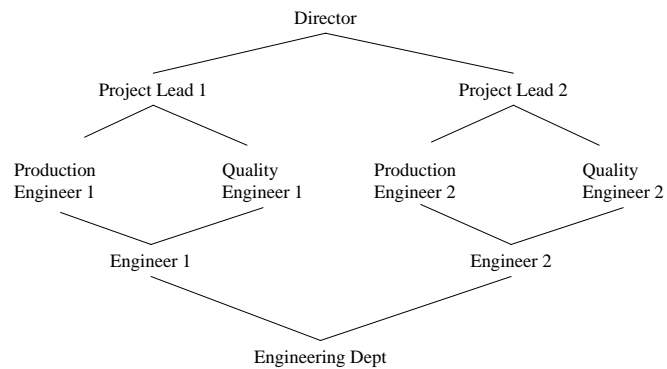 Director
Project Lead 1
Project Lead 2
Production
Engineer 1
Quality
Engineer 1
Production
Engineer 2
Quality
Engineer 2
Engineer 1
Engineer 2
Engineering Dept